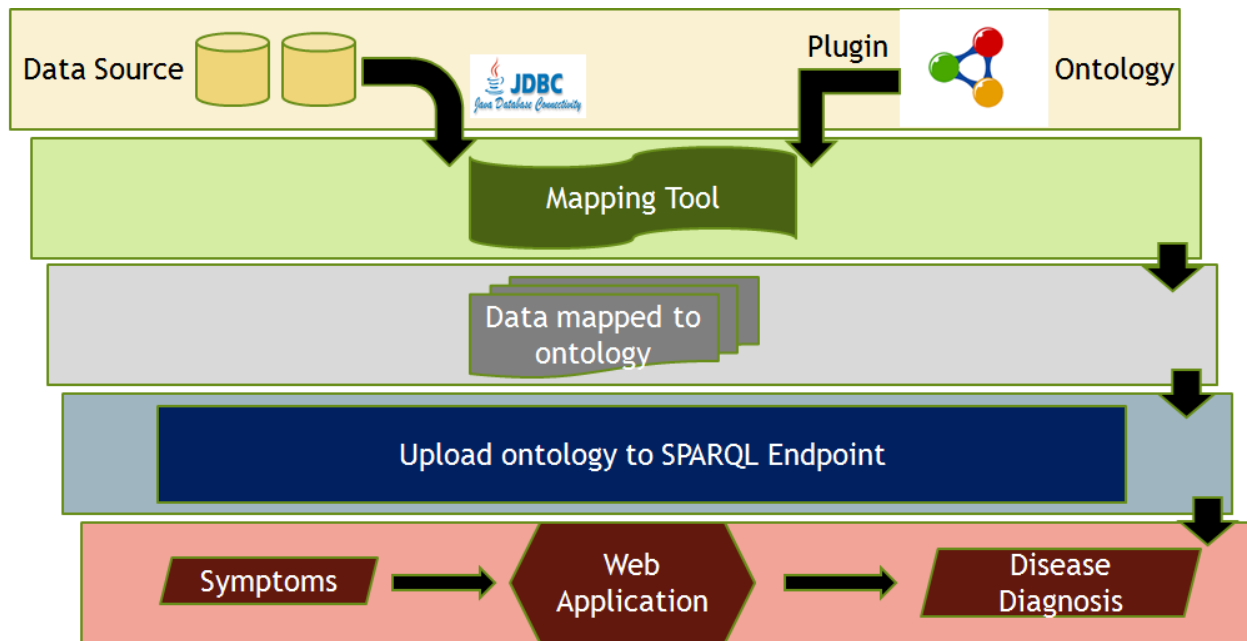 Data Source
JDBC
Java Database Connectivity
Plugin
Ontology
Mapping Tool
Data mapped to
ontology
Upload ontology to SPARQL Endpoint
Symptoms
Web
Application
Disease
Diagnosis